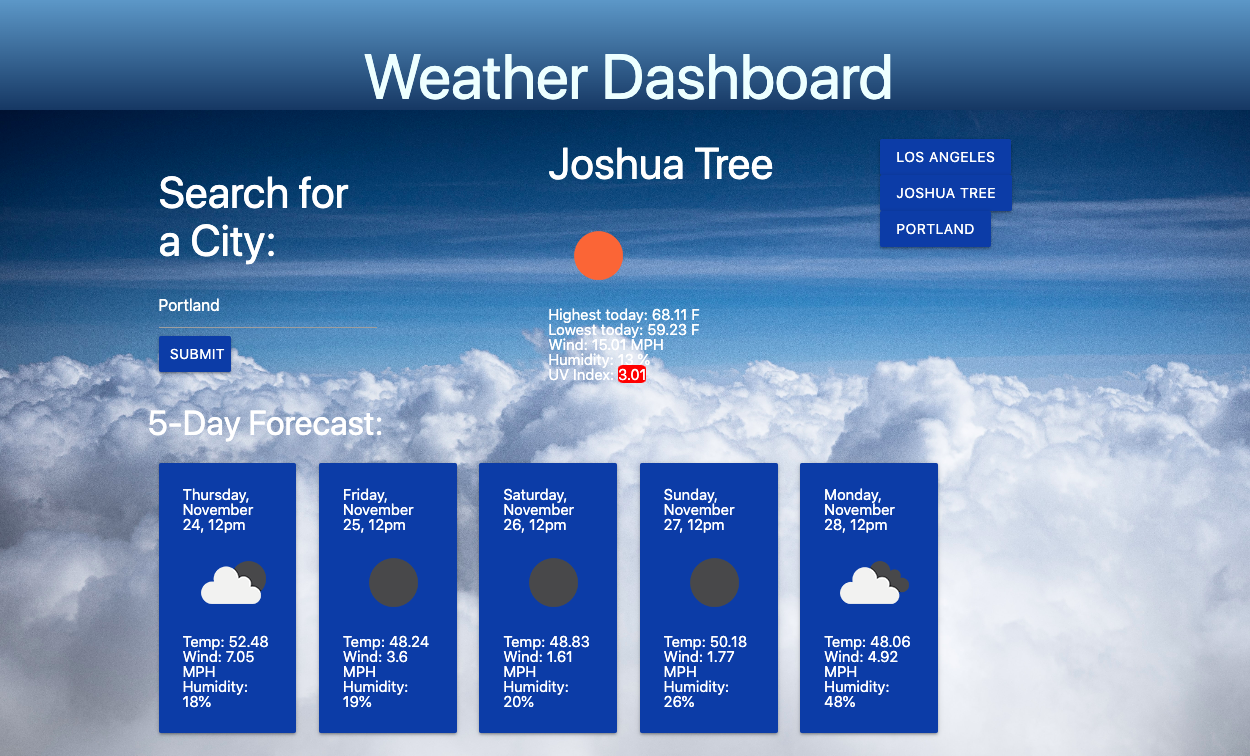 Weather Dashboard
Search for
a City:
Portland
SUBMIT
Joshua Tree
Highest today: 68.11 F
Lowest today: 59.23 F
Wind: 15.01 MPH
Humidity: 13 %
UV Index: 3.01
LOS ANGELES
JOSHUA TREE
PORTLAND
5-Day Forecast:
Thursday,
November
24, 12pm
Temp: 52.48
Wind: 7.05
MPH
Humidity:
18%
Friday,
November
25, 12pm
Temp: 48.24
Wind: 3.6
MPH
Humidity:
19%
Saturday,
November
26, 12pm
Temp: 48.83
Wind: 1.61
MPH
Humidity:
20%
Sunday,
November
27, 12pm
Temp: 50.18
Wind: 1.77
MPH
Humidity:
26%
Monday,
November
28, 12pm
Temp: 48.06
Wind: 4.92
MPH
Humidity:
48%